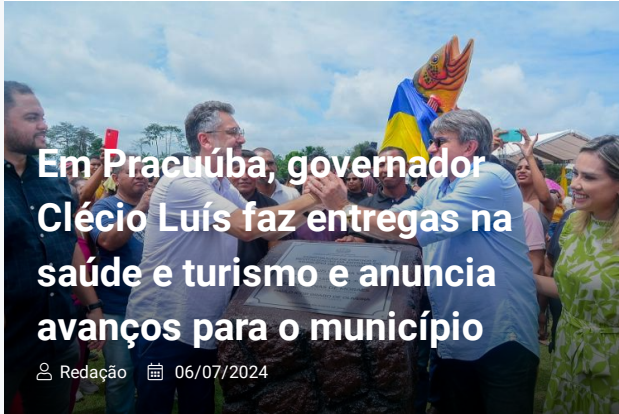 Em Pracuúba, governador
Clécio Luís faz entregas na
saúde e turismo e anuncia
avanços para o município
Redação 06/07/2024